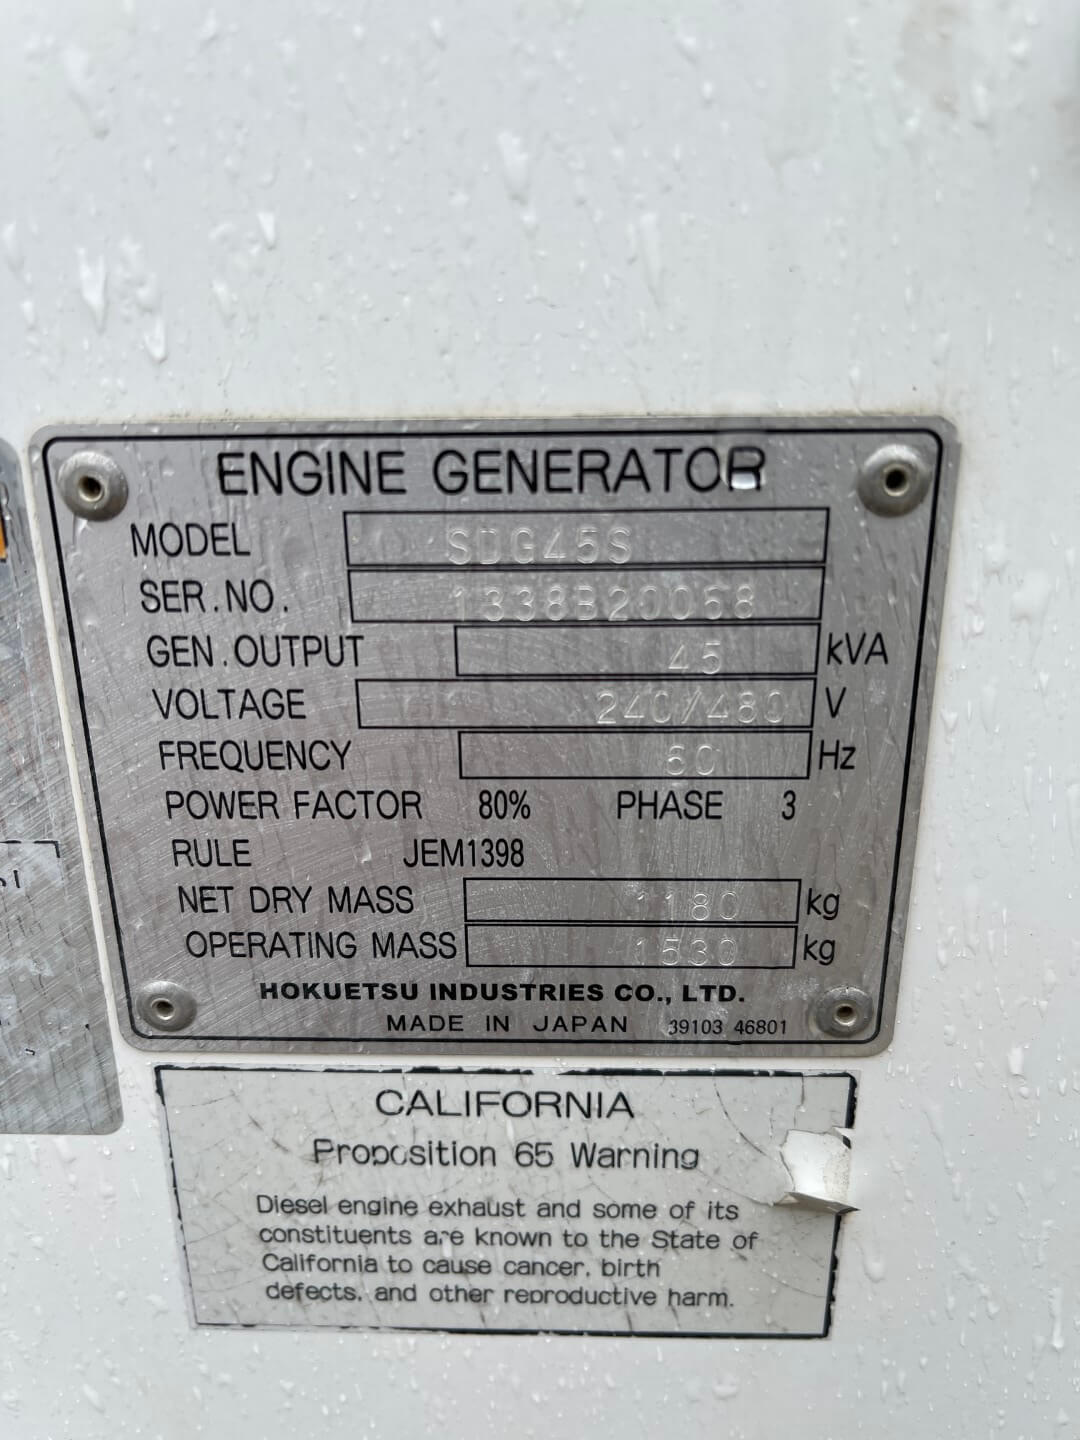 ENGINE GENERATOR
MODEL SDG45S
SER.NO. 1338B20068
GEN.OUTPUT 45 kVA
VOLTAGE 240/480 V
FREQUENCY 60 Hz
POWER FACTOR 80% PHASE 3
RULE JEM1398
NET DRY MASS 1180 kg
OPERATING MASS 1530 kg
HOKUETSU INDUSTRIES CO., LTD.
MADE IN JAPAN 39103 46801
CALIFORNIA
Proposition 65 Warning
Diesel engine exhaust and some of its
constituents are known to the State of
California to cause cancer, birth
defects, and other reproductive harm.